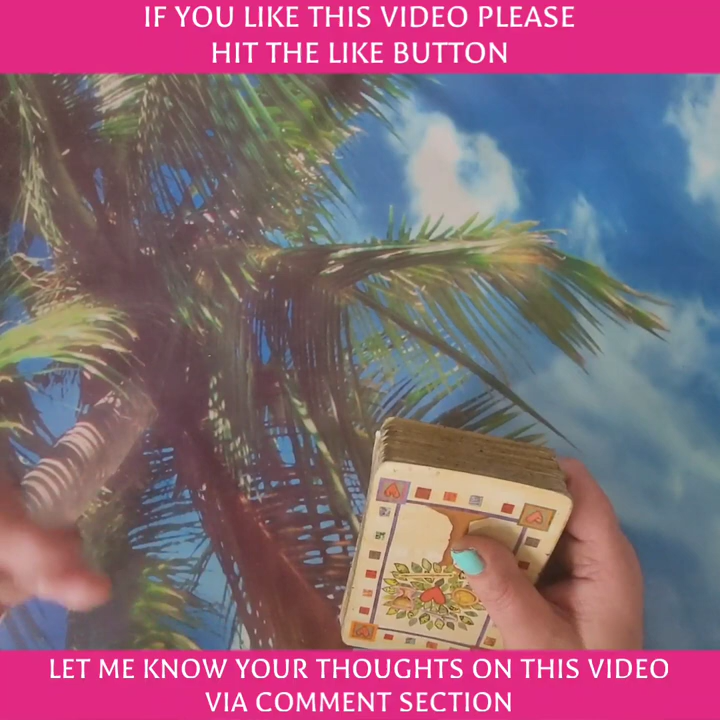 IF YOU LIKE THIS VIDEO PLEASE
HIT THE LIKE BUTTON
LET ME KNOW YOUR THOUGHTS ON THIS VIDEO
VIA COMMENT SECTION